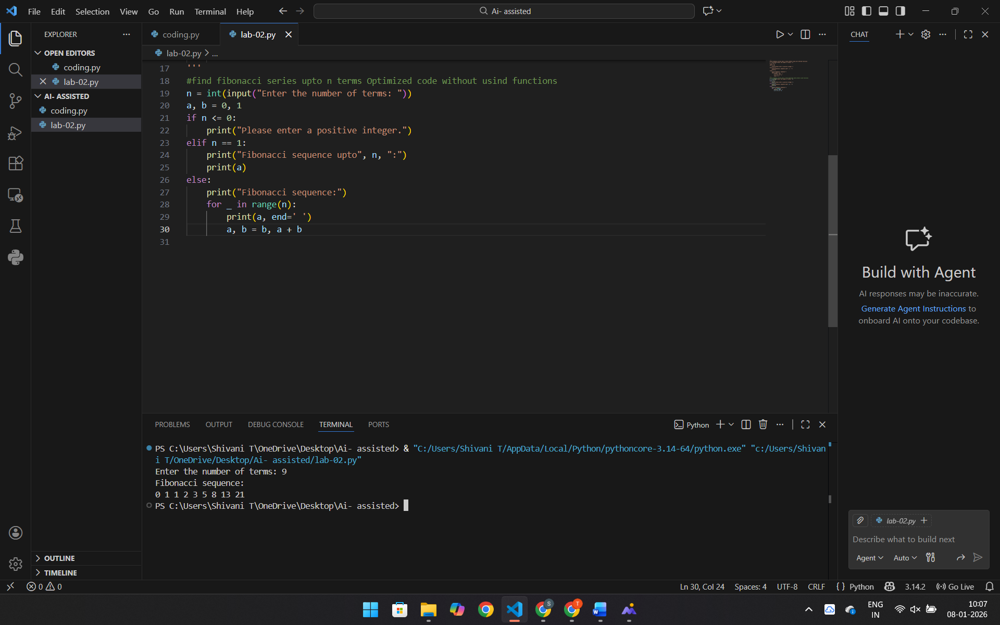 File Edit Selection View Go Run Terminal Help
Ai- assisted
EXPLORER
OPEN EDITORS
coding.py
lab-02.py
AI- ASSISTED
coding.py
lab-02.py
OUTLINE
TIMELINE
coding.py
lab-02.py
lab-02.py > ...
17 '''
18 #find fibonacci series upto n terms Optimized code without usind functions
19 n = int(input("Enter the number of terms: "))
20 a, b = 0, 1
21 if n <= 0:
22 print("Please enter a positive integer.")
23 elif n == 1:
24 print("Fibonacci sequence upto", n, ":")
25 print(a)
26 else:
27 print("Fibonacci sequence:")
28 for _ in range(n):
29 print(a, end=' ')
30 a, b = b, a + b
31
PROBLEMS OUTPUT DEBUG CONSOLE TERMINAL PORTS
Python
PS C:\Users\Shivani T\OneDrive\Desktop\Ai- assisted> & "C:/Users/Shivani T/AppData/Local/Python/pythoncore-3.14-64/python.exe" "c:/Users/Shivan
i T/OneDrive/Desktop/Ai- assisted/lab-02.py"
Enter the number of terms: 9
Fibonacci sequence:
0 1 1 2 3 5 8 13 21
PS C:\Users\Shivani T\OneDrive\Desktop\Ai- assisted>
CHAT
Build with Agent
AI responses may be inaccurate.
Generate Agent Instructions to
onboard AI onto your codebase.
lab-02.py
Describe what to build next
Agent Auto
0 0
Ln 30, Col 24 Spaces: 4 UTF-8 CRLF { } Python 3.14.2 Go Live
S
T
W
ENG
IN
10:07
08-01-2026